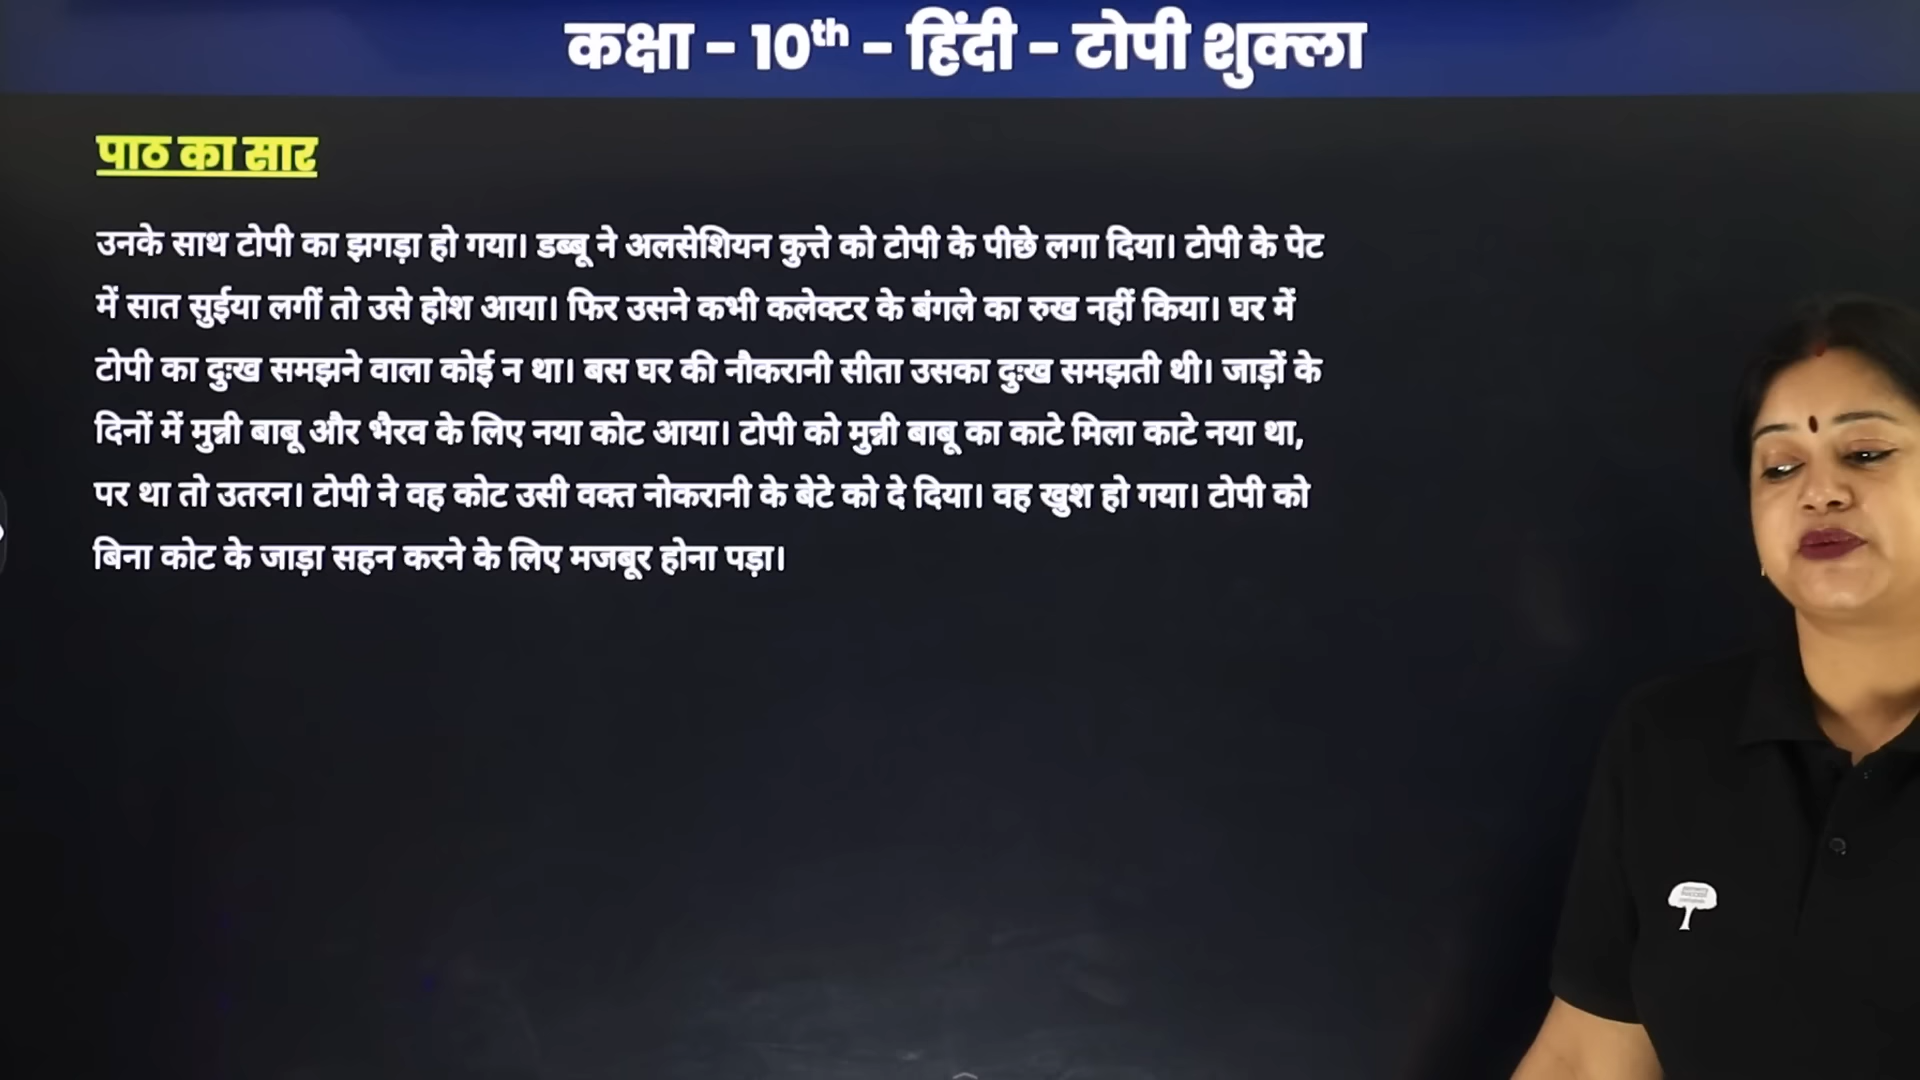 कक्षा – 10th – हिंदी – टोपी शुक्ला
पाठ का सार
उनके साथ टोपी का झगड़ा हो गया। डब्बू ने अलसेशियन कुत्ते को टोपी के पीछे लगा दिया। टोपी के पेट
में सात सुईया लगीं तो उसे होश आया। फिर उसने कभी कलेक्टर के बंगले का रुख नहीं किया। घर में
टोपी का दुःख समझने वाला कोई न था। बस घर की नौकरानी सीता उसका दुःख समझती थी। जाड़ों के
दिनों में मुन्नी बाबू और भैरव के लिए नया कोट आया। टोपी को मुन्नी बाबू का काटे मिला काटे नया था,
पर था तो उतरन। टोपी ने वह कोट उसी वक्त नोकरानी के बेटे को दे दिया। वह खुश हो गया। टोपी को
बिना कोट के जाड़ा सहन करने के लिए मजबूर होना पड़ा।